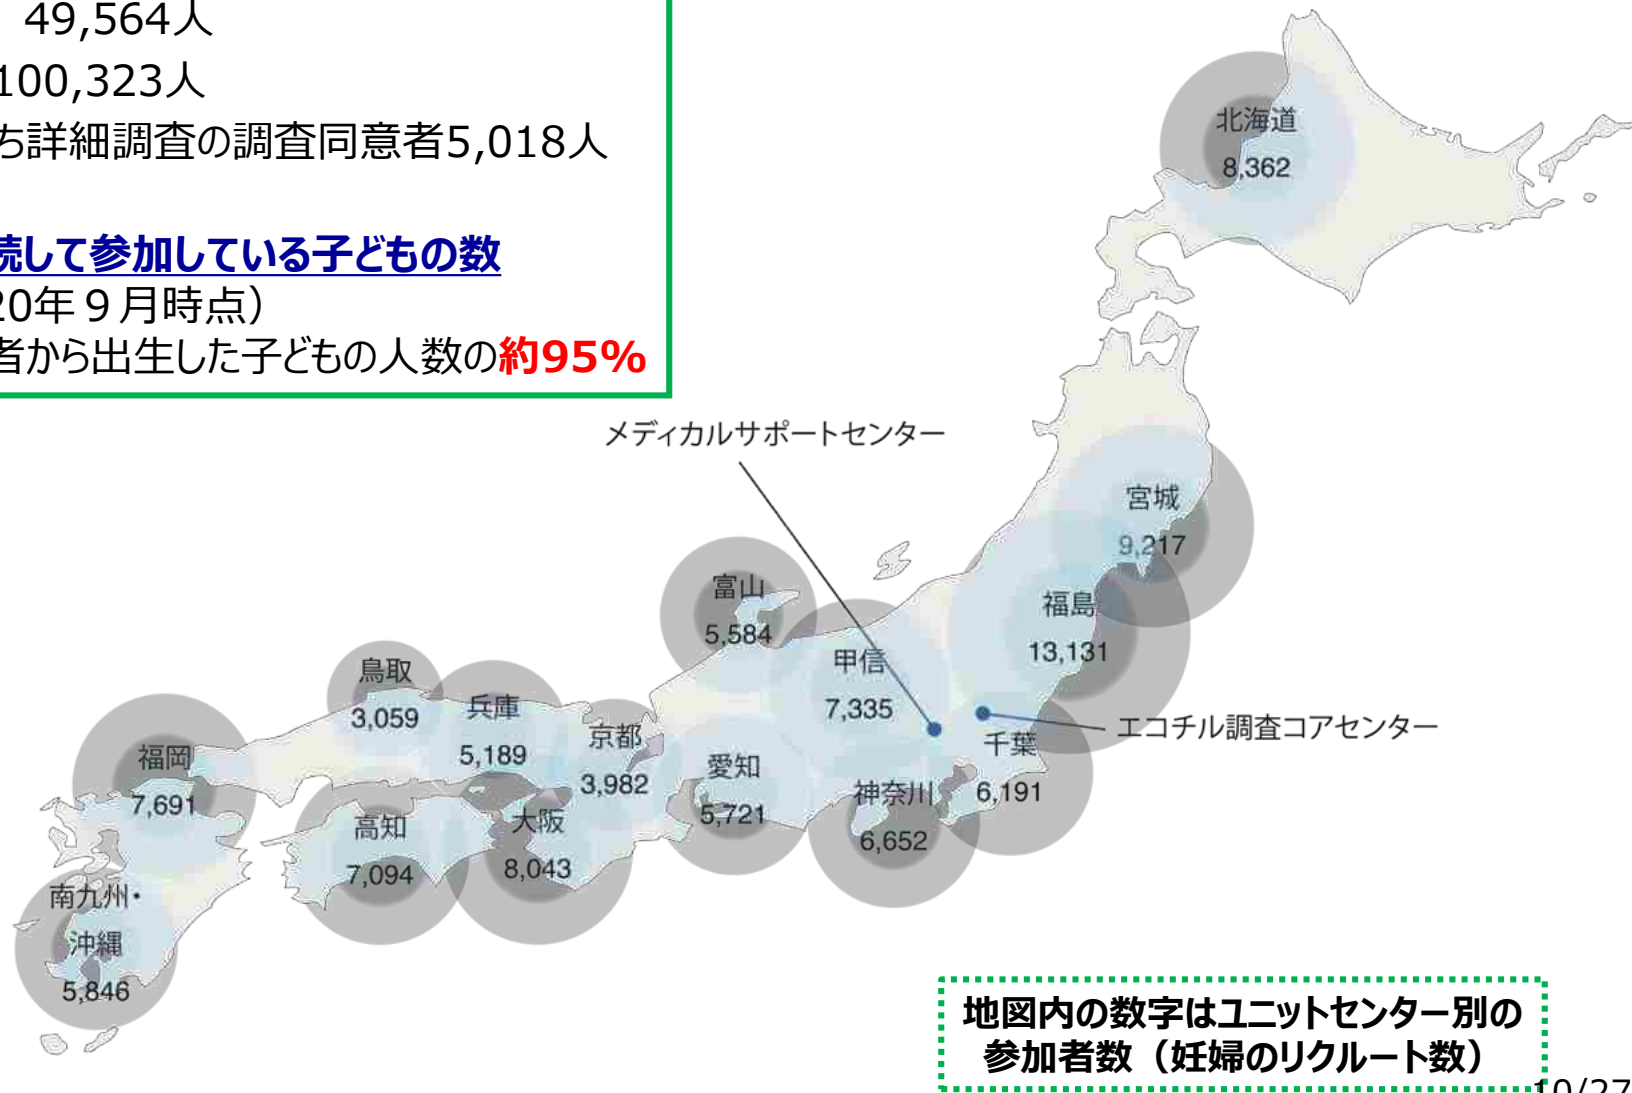 49,564人
100,323人
ち詳細調査の調査同意者5,018人
続して参加している子どもの数
20年９月時点）
者から出生した子どもの人数の約95%
北海道
8,362
メディカルサポートセンター
宮城
9,217
富山
5,584
福島
13,131
甲信
7,335
鳥取
3,059
兵庫
5,189
京都
3,982
エコチル調査コアセンター
千葉
6,191
福岡
7,691
愛知
5,721
神奈川
6,652
高知
7,094
大阪
8,043
南九州・
沖縄
5,846
地図内の数字はユニットセンター別の
参加者数（妊婦のリクルート数）
10/27